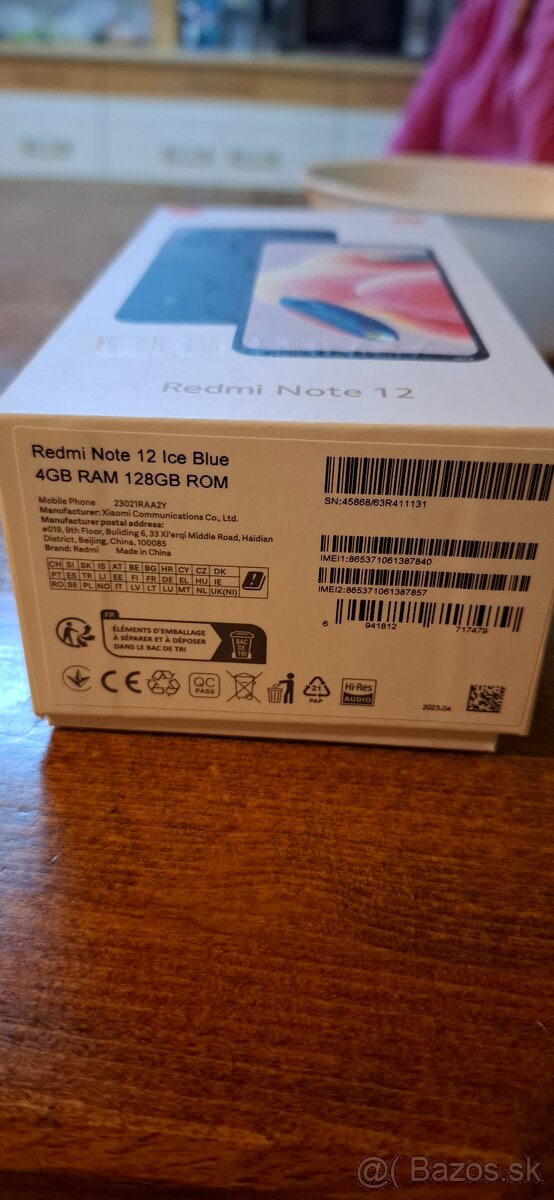 Redmi Note 12
Redmi Note 12 Ice Blue
4GB RAM 128GB ROM
Mobile Phone 23021RAA2Y
Manufacturer: Xiaomi Communications Co., Ltd.
Manufacturer postal address:
#019, 9th Floor, Building 6, 33 Xi'erqi Middle Road, Haidian
District, Beijing, China, 100085
Brand: Redmi Made in China
CH SI SK IS AT BE BG HR CY CZ DK
PT ES TR LI EE FI FR DE EL HU IE
RO SE PL NO IT LV LT LU MT NL UK(NI)
SN:45868/63R411131
IMEI1:865371061387840
IMEI2:865371061387857
6 941812 717479
FR
ÉLÉMENTS D'EMBALLAGE
À SÉPARER ET À DÉPOSER
DANS LE BAC DE TRI
BAC
DE
TRI
CE
QC
PASS
21
PAP
Hi-Res
AUDIO
2023.04
@( Bazos.sk